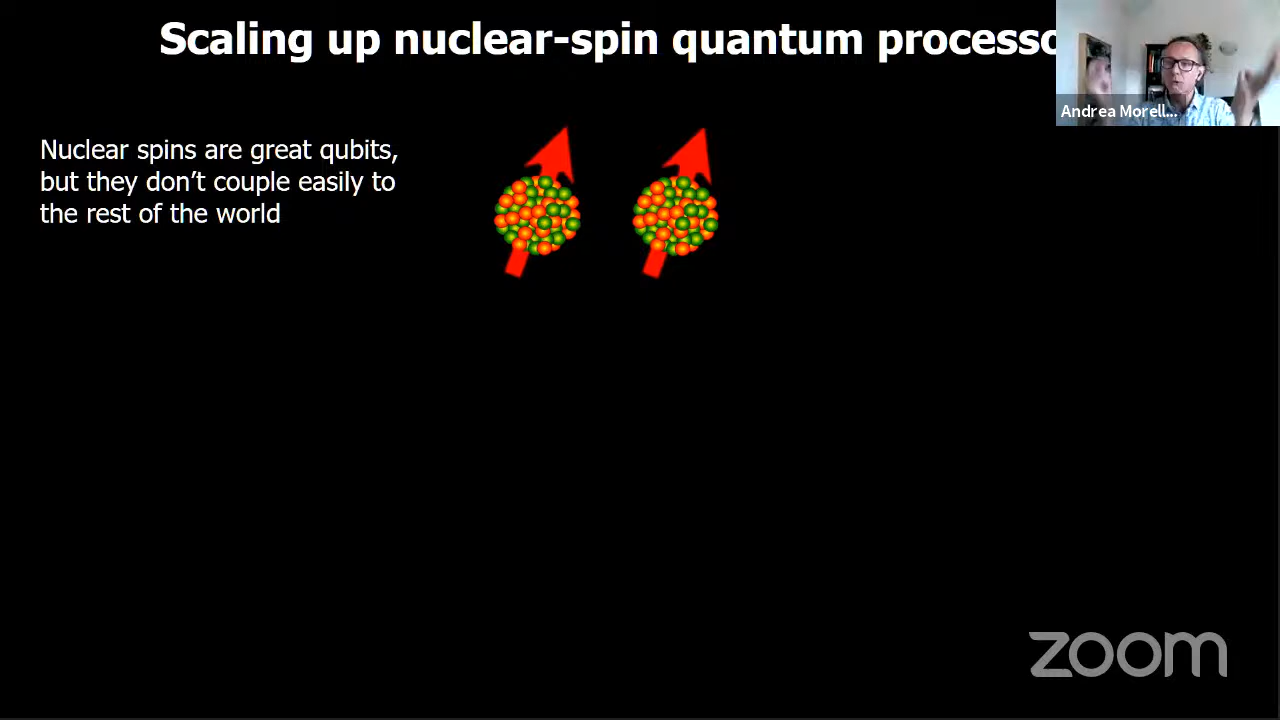 Scaling up nuclear-spin quantum processo
Andrea Morell...
Nuclear spins are great qubits,
but they don't couple easily to
the rest of the world
zoom